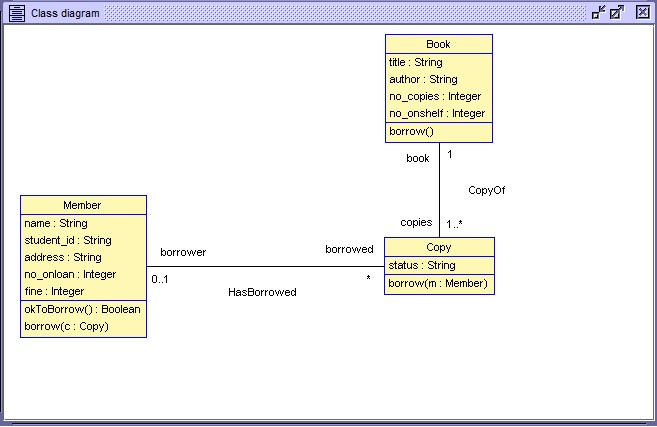 Class diagram
Book
title : String
author : String
no_copies : Integer
no_onshelf : Integer
borrow()
book
1
CopyOf
copies
1..*
Member
name : String
student_id : String
address : String
no_onloan : Integer
fine : Integer
okToBorrow() : Boolean
borrow(c : Copy)
borrower
borrowed
0..1
*
HasBorrowed
Copy
status : String
borrow(m : Member)